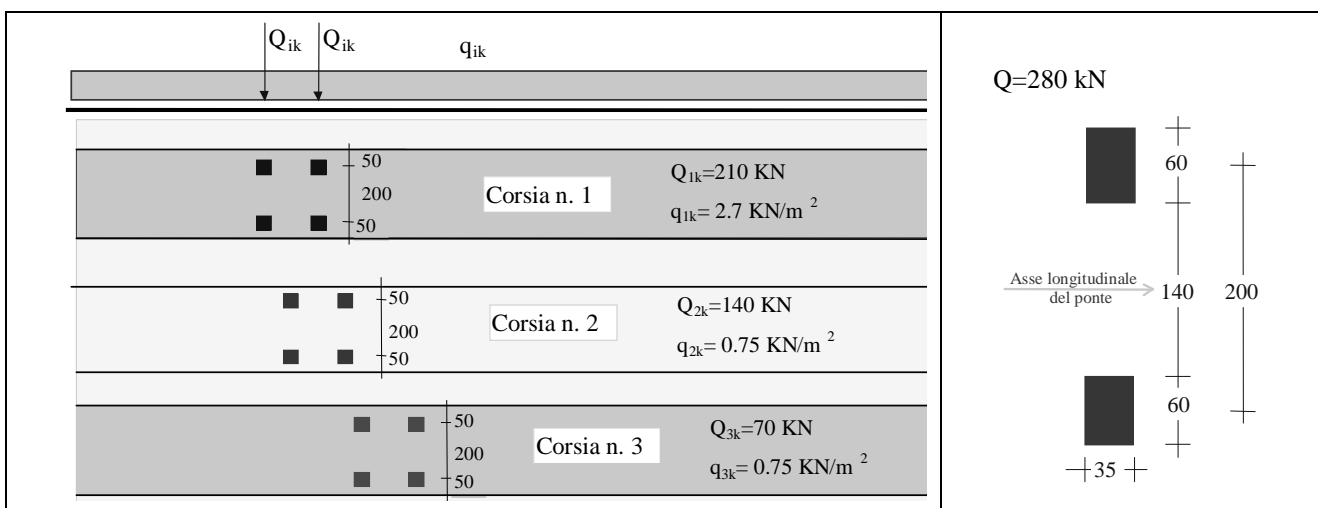 Q_ik Q_ik q_ik
50
200
50
Corsia n. 1
Q_1k=210 KN
q_1k= 2.7 KN/m ²
50
200
50
Corsia n. 2
Q_2k=140 KN
q_2k= 0.75 KN/m ²
50
200
50
Corsia n. 3
Q_3k=70 KN
q_3k= 0.75 KN/m ²
Q=280 kN
60
Asse longitudinale
del ponte
140
200
60
35